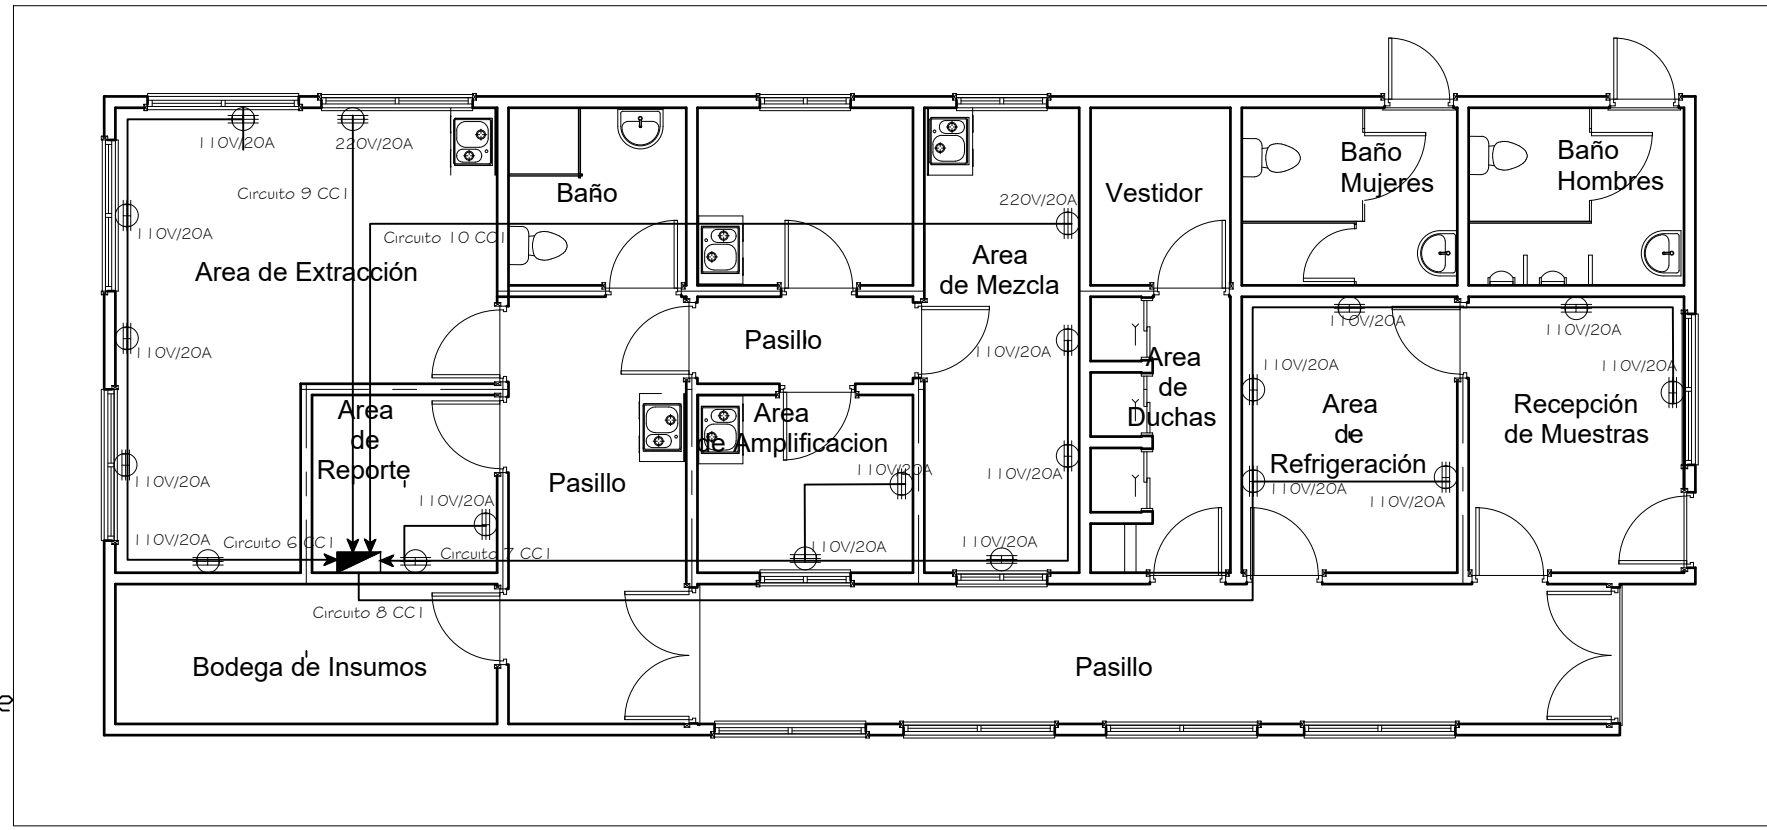 110V/20A
220V/20A
Circuito 9 CC1
110V/20A
Circuito 10 CC1
Area de Extracción
110V/20A
110V/20A
110V/20A
Circuito 6 CC1
Area
de
Reporte
110V/20A
Circuito 7 CC1
Circuito 8 CC1
Bodega de Insumos
Baño
Pasillo
Pasillo
Area
de Amplificacion
110V/20A
110V/20A
220V/20A
Area
de Mezcla
110V/20A
110V/20A
110V/20A
Vestidor
Area
de
Duchas
Baño
Mujeres
Baño
Hombres
110V/20A
110V/20A
Area
de
Refrigeración
110V/20A
110V/20A
110V/20A
110V/20A
Recepción
de Muestras
Pasillo